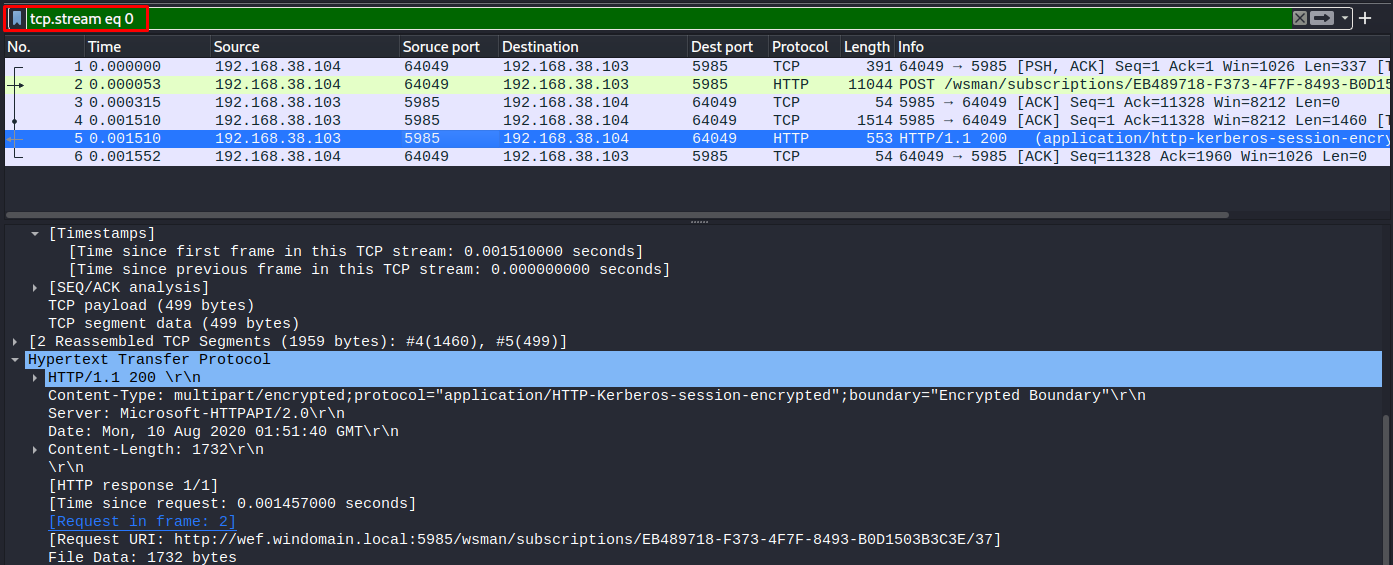 tcp.stream eq 0
No. Time Source Soruce port Destination Dest port Protocol Length Info
1 0.000000 192.168.38.104 64049 192.168.38.103 5985 TCP 391 64049 → 5985 [PSH, ACK] Seq=1 Ack=1 Win=1026 Len=337 [T
2 0.000053 192.168.38.104 64049 192.168.38.103 5985 HTTP 11044 POST /wsman/subscriptions/EB489718-F373-4F7F-8493-B0D15
3 0.000315 192.168.38.103 5985 192.168.38.104 64049 TCP 54 5985 → 64049 [ACK] Seq=1 Ack=11328 Win=8212 Len=0
4 0.001510 192.168.38.103 5985 192.168.38.104 64049 TCP 1514 5985 → 64049 [ACK] Seq=1 Ack=11328 Win=8212 Len=1460 [T
5 0.001510 192.168.38.103 5985 192.168.38.104 64049 HTTP 553 HTTP/1.1 200 (application/http-kerberos-session-encry
6 0.001552 192.168.38.104 64049 192.168.38.103 5985 TCP 54 64049 → 5985 [ACK] Seq=11328 Ack=1960 Win=1026 Len=0
[Timestamps]
[Time since first frame in this TCP stream: 0.001510000 seconds]
[Time since previous frame in this TCP stream: 0.000000000 seconds]
[SEQ/ACK analysis]
TCP payload (499 bytes)
TCP segment data (499 bytes)
[2 Reassembled TCP Segments (1959 bytes): #4(1460), #5(499)]
Hypertext Transfer Protocol
HTTP/1.1 200 \r\n
Content-Type: multipart/encrypted;protocol="application/HTTP-Kerberos-session-encrypted";boundary="Encrypted Boundary"\r\n
Server: Microsoft-HTTPAPI/2.0\r\n
Date: Mon, 10 Aug 2020 01:51:40 GMT\r\n
Content-Length: 1732\r\n
\r\n
[HTTP response 1/1]
[Time since request: 0.001457000 seconds]
[Request in frame: 2]
[Request URI: http://wef.windomain.local:5985/wsman/subscriptions/EB489718-F373-4F7F-8493-B0D1503B3C3E/37]
File Data: 1732 bytes